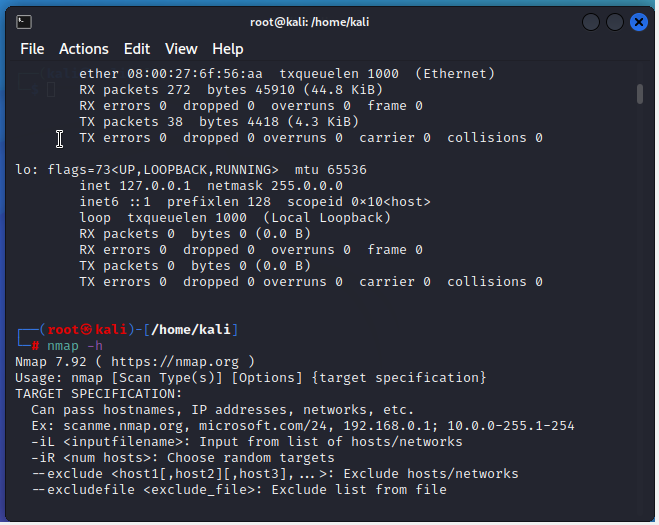 root@kali: /home/kali
File Actions Edit View Help
ether 08:00:27:6f:56:aa txqueuelen 1000 (Ethernet)
RX packets 272 bytes 45910 (44.8 KiB)
RX errors 0 dropped 0 overruns 0 frame 0
TX packets 38 bytes 4418 (4.3 KiB)
TX errors 0 dropped 0 overruns 0 carrier 0 collisions 0
lo: flags=73<UP,LOOPBACK,RUNNING> mtu 65536
inet 127.0.0.1 netmask 255.0.0.0
inet6 ::1 prefixlen 128 scopeid 0×10<host>
loop txqueuelen 1000 (Local Loopback)
RX packets 0 bytes 0 (0.0 B)
RX errors 0 dropped 0 overruns 0 frame 0
TX packets 0 bytes 0 (0.0 B)
TX errors 0 dropped 0 overruns 0 carrier 0 collisions 0
┌──(root㉿kali)-[/home/kali]
└─# nmap -h
Nmap 7.92 ( https://nmap.org )
Usage: nmap [Scan Type(s)] [Options] {target specification}
TARGET SPECIFICATION:
Can pass hostnames, IP addresses, networks, etc.
Ex: scanme.nmap.org, microsoft.com/24, 192.168.0.1; 10.0.0-255.1-254
-iL <inputfilename>: Input from list of hosts/networks
-iR <num hosts>: Choose random targets
--exclude <host1[,host2][,host3],...>: Exclude hosts/networks
--excludefile <exclude_file>: Exclude list from file